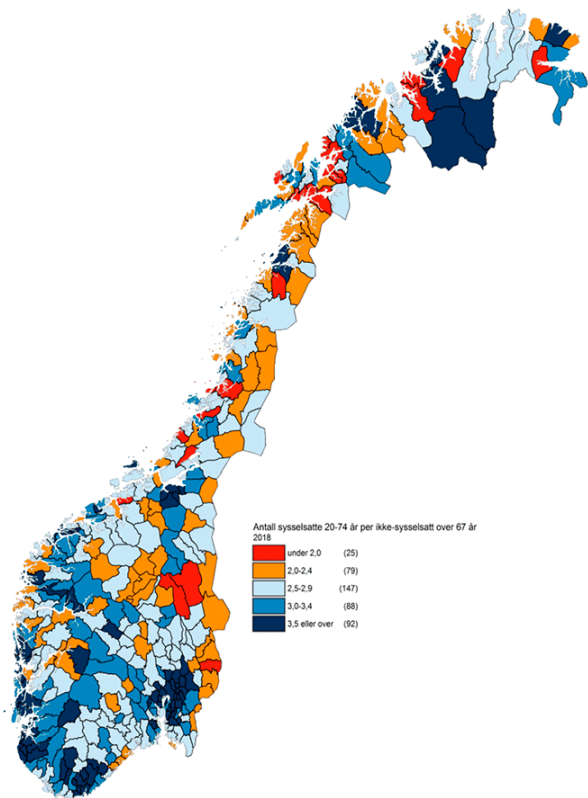 Antall sysselsatte 20-74 år per ikke-sysselsatt over 67 år
2018
under 2,0 (25)
2,0-2,4 (79)
2,5-2,9 (147)
3,0-3,4 (88)
3,5 eller over (92)